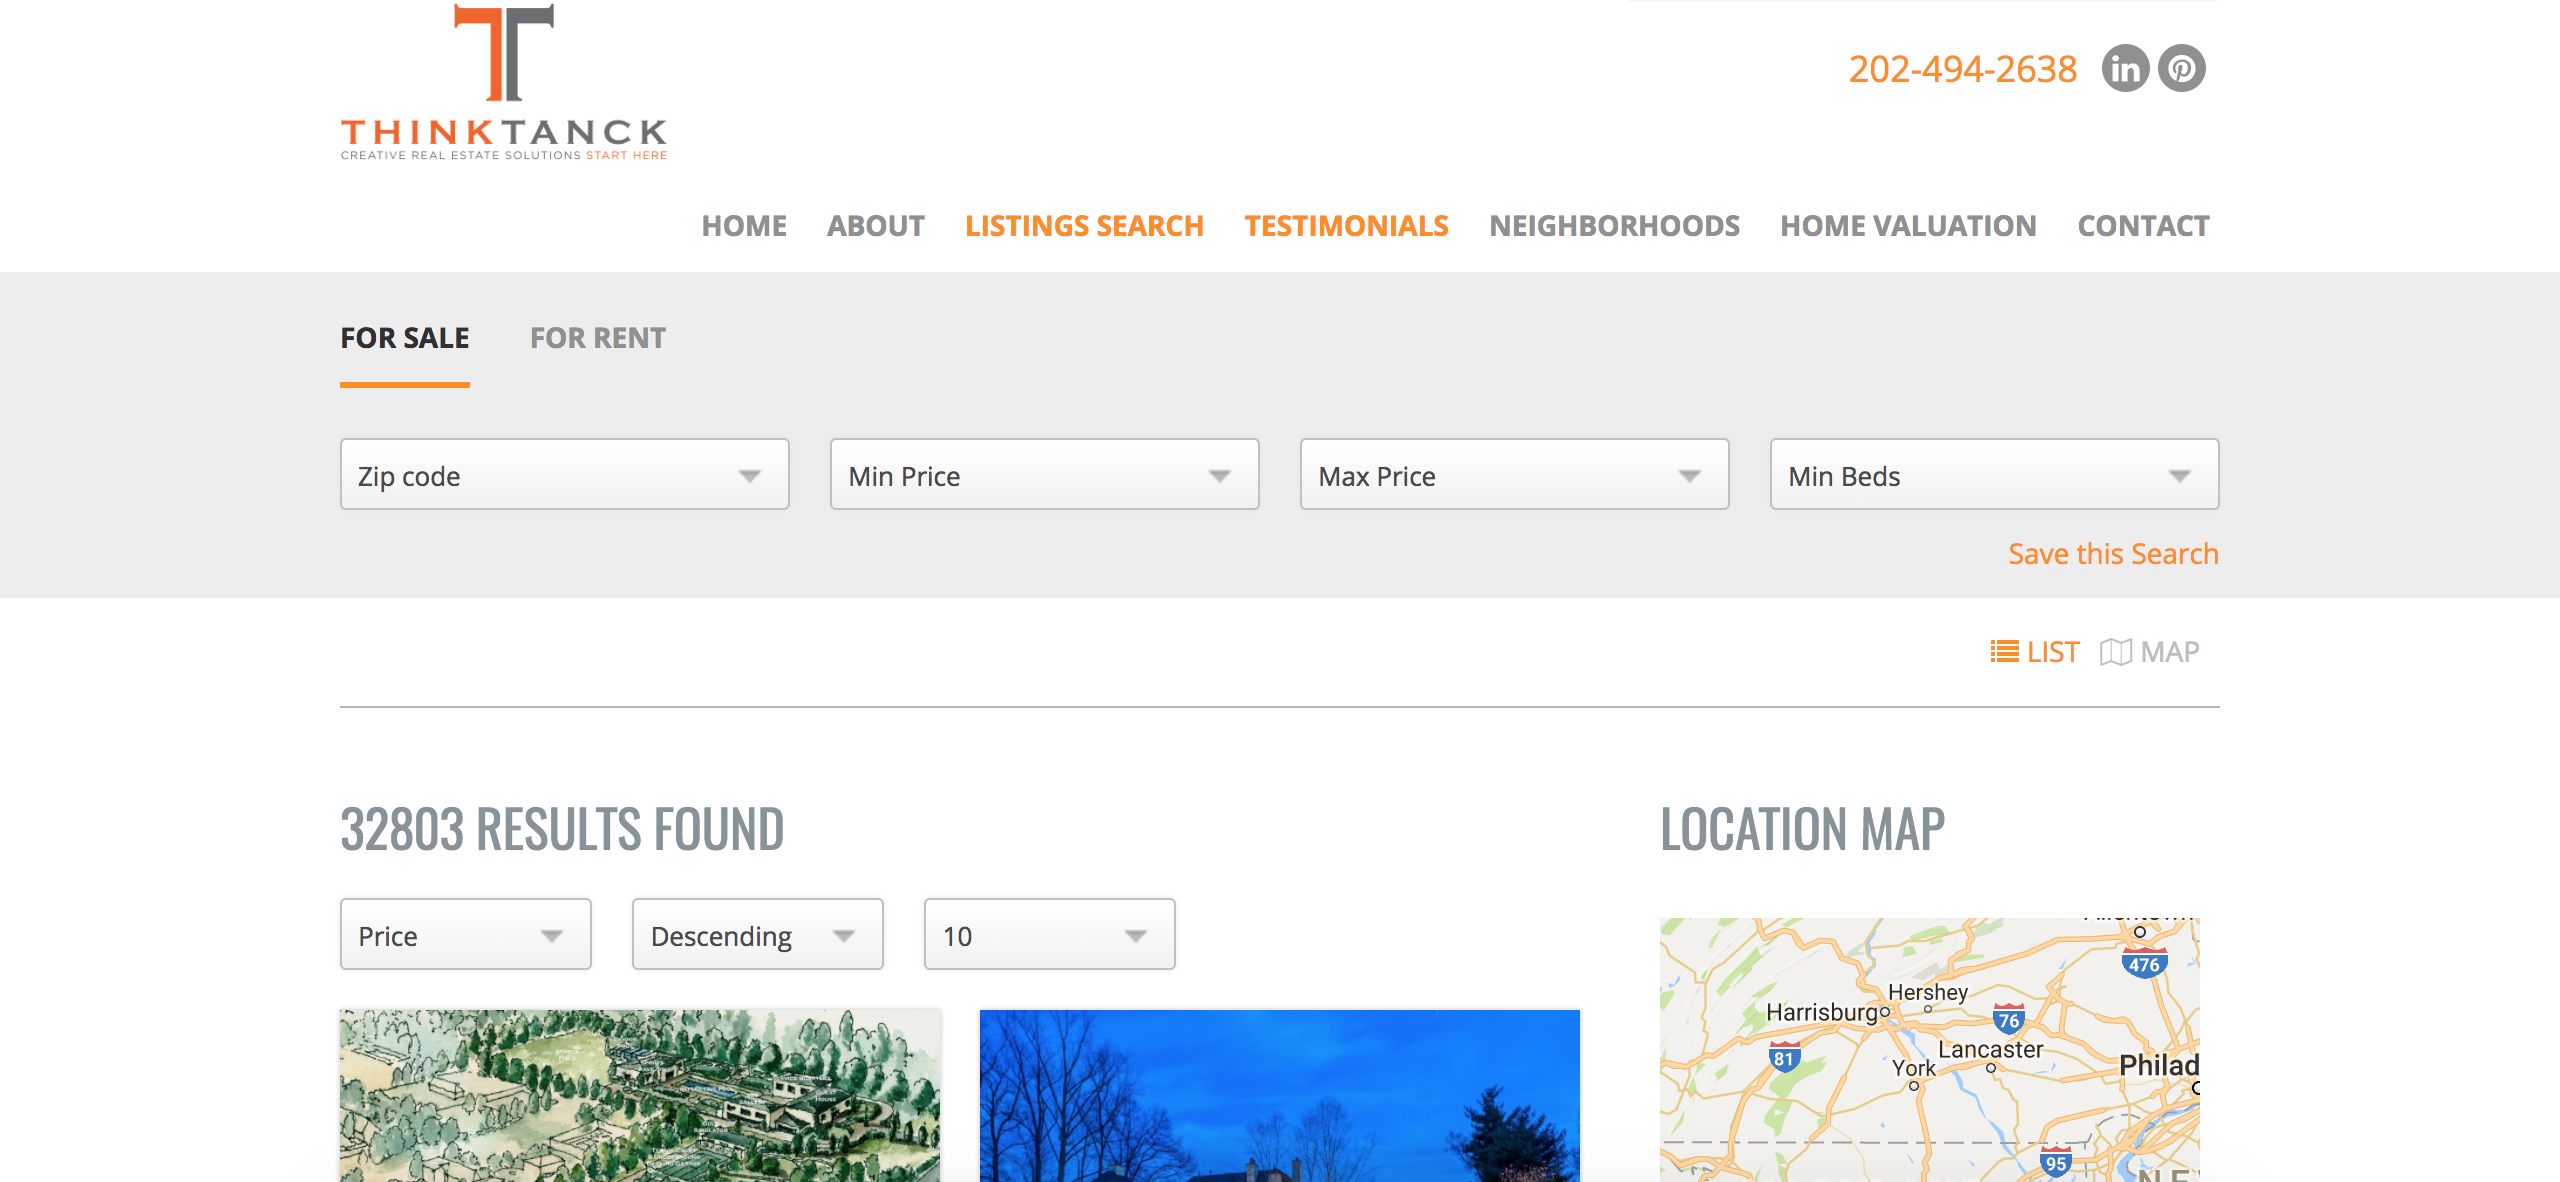 THINKTANCK
CREATIVE REAL ESTATE SOLUTIONS START HERE
202-494-2638
HOME ABOUT LISTINGS SEARCH TESTIMONIALS NEIGHBORHOODS HOME VALUATION CONTACT
FOR SALE FOR RENT
Zip code Min Price Max Price Min Beds
Save this Search
LIST MAP
32803 RESULTS FOUND
LOCATION MAP
Price Descending 10
476
Hershey
Harrisburg
76
Lancaster
81
York
Philad
95